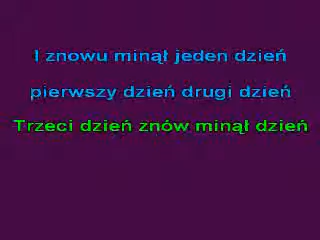 I znowu minął jeden dzień
pierwszy dzień drugi dzień
Trzeci dzień znów minął dzień